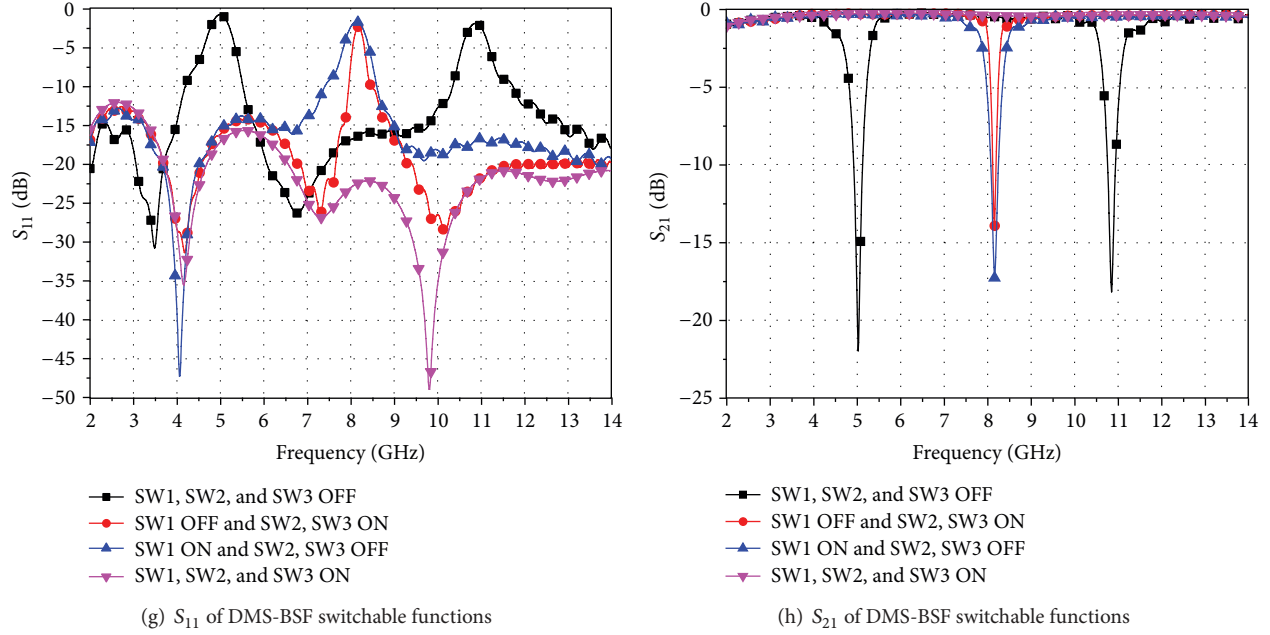 0
−5
−10
−15
−20
−25
−30
−35
−40
−45
−50
S11 (dB)
2 3 4 5 6 7 8 9 10 11 12 13 14
Frequency (GHz)
SW1, SW2, and SW3 OFF
SW1 OFF and SW2, SW3 ON
SW1 ON and SW2, SW3 OFF
SW1, SW2, and SW3 ON
(g) S11 of DMS-BSF switchable functions
0
−5
−10
−15
−20
−25
S21 (dB)
2 3 4 5 6 7 8 9 10 11 12 13 14
Frequency (GHz)
SW1, SW2, and SW3 OFF
SW1 OFF and SW2, SW3 ON
SW1 ON and SW2, SW3 OFF
SW1, SW2, and SW3 ON
(h) S21 of DMS-BSF switchable functions